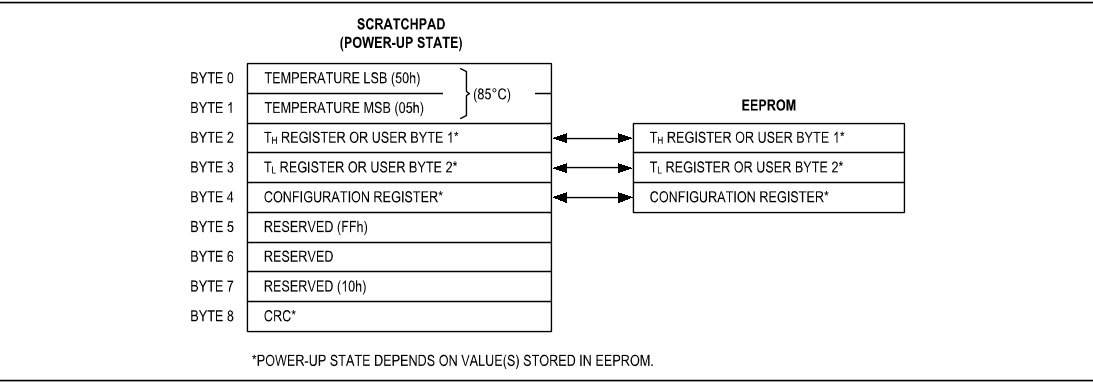 SCRATCHPAD
(POWER-UP STATE)
BYTE 0 TEMPERATURE LSB (50h)
(85°C)
BYTE 1 TEMPERATURE MSB (05h)
EEPROM
BYTE 2 TH REGISTER OR USER BYTE 1* TH REGISTER OR USER BYTE 1*
BYTE 3 TL REGISTER OR USER BYTE 2* TL REGISTER OR USER BYTE 2*
BYTE 4 CONFIGURATION REGISTER* CONFIGURATION REGISTER*
BYTE 5 RESERVED (FFh)
BYTE 6 RESERVED
BYTE 7 RESERVED (10h)
BYTE 8 CRC*
*POWER-UP STATE DEPENDS ON VALUE(S) STORED IN EEPROM.